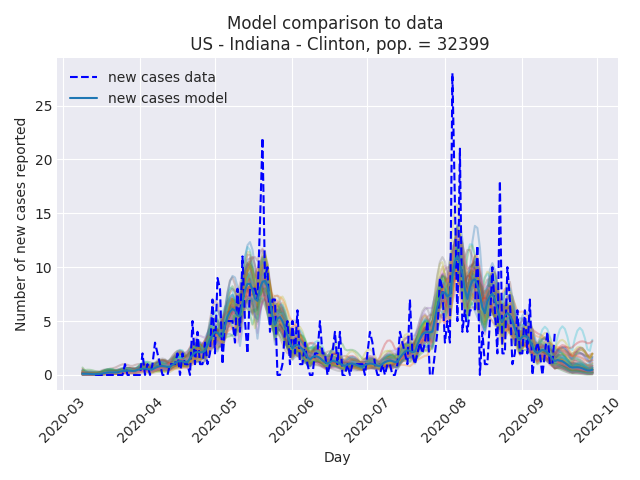 Model comparison to data
US - Indiana - Clinton, pop. = 32399
new cases data
new cases model
Number of new cases reported
25
20
15
10
5
0
2020-03
2020-04
2020-05
2020-06
2020-07
2020-08
2020-09
2020-10
Day